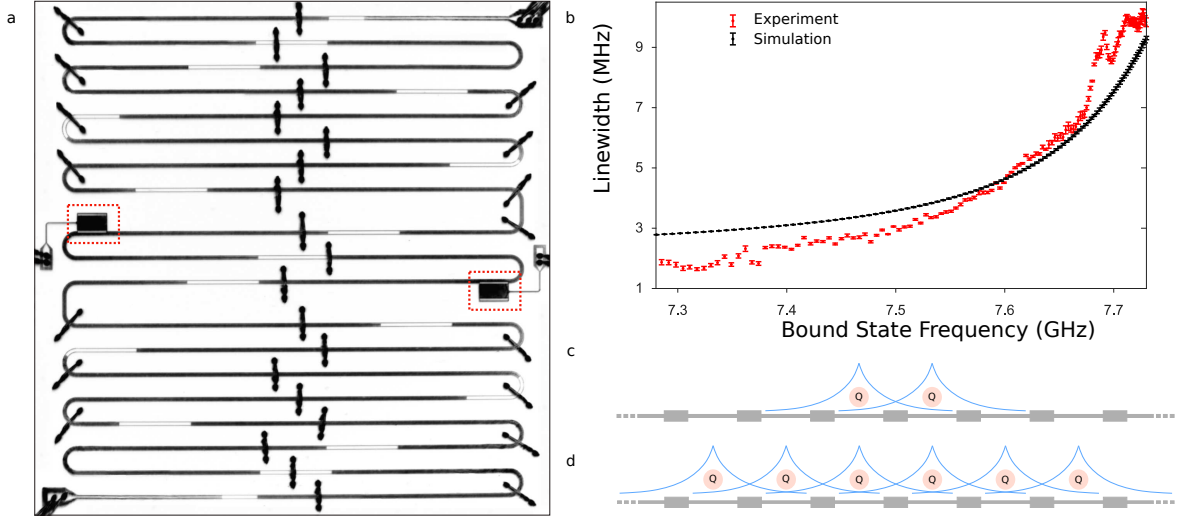 a
b
Experiment
Simulation
9
7
5
3
1
Linewidth (MHz)
7.3 7.4 7.5 7.6 7.7
Bound State Frequency (GHz)
c
Q Q
d
Q Q Q Q Q Q